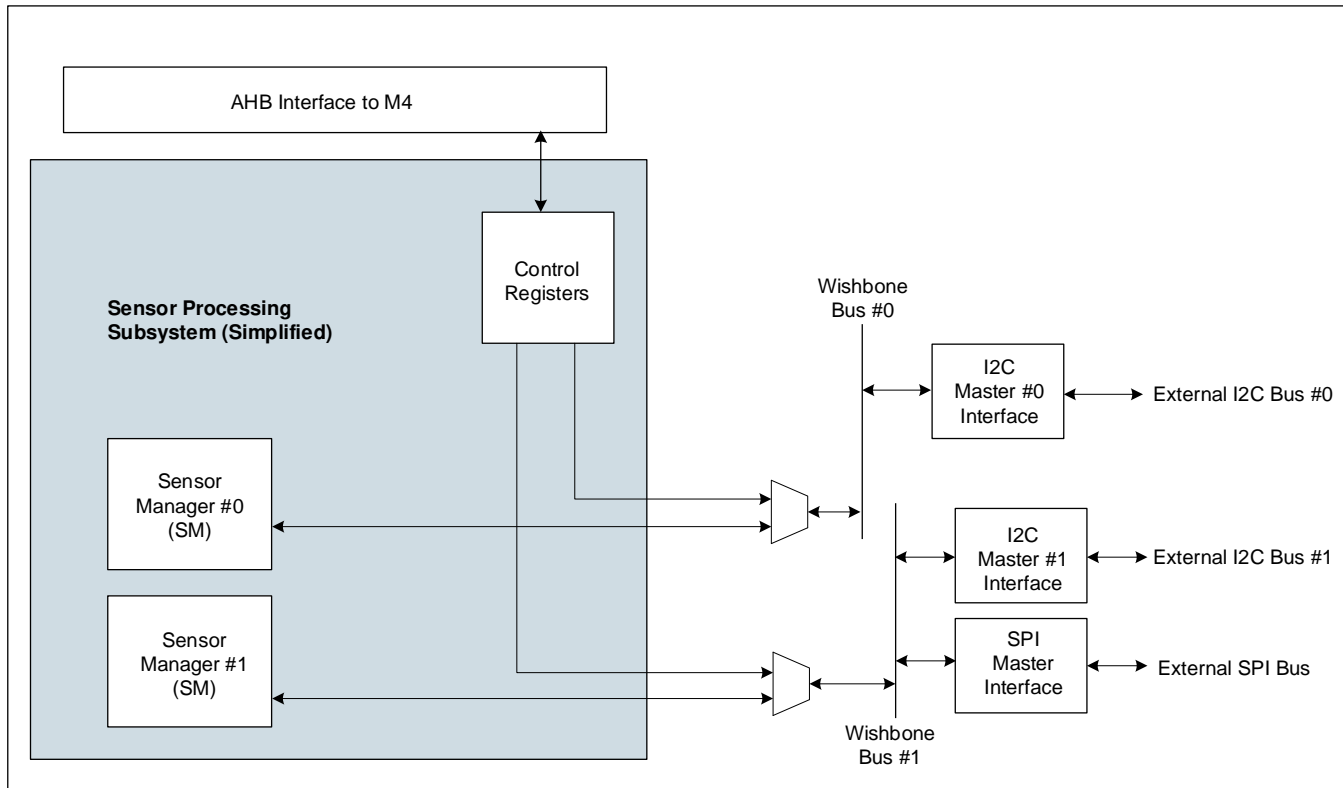 AHB Interface to M4
Control
Registers
Sensor Processing
Subsystem (Simplified)
Wishbone
Bus #0
I2C
Master #0
Interface
External I2C Bus #0
Sensor
Manager #0
(SM)
I2C
Master #1
Interface
External I2C Bus #1
Sensor
Manager #1
(SM)
SPI
Master
Interface
External SPI Bus
Wishbone
Bus #1